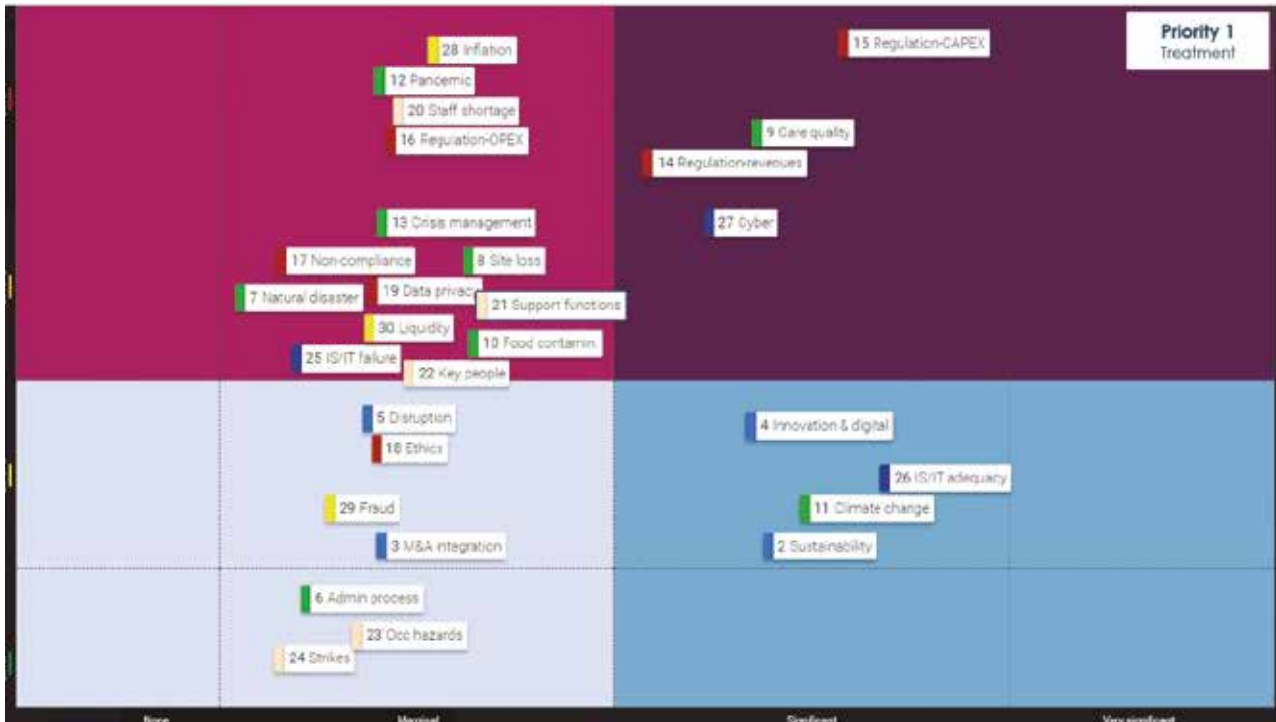 Priority 1
Treatment
15 Regulation-CAPEX
28 Inflation
12 Pandemic
20 Staff shortage
16 Regulation-OPEX
9 Care quality
14 Regulation-revenues
13 Crisis management
27 Cyber
17 Non-compliance
8 Site loss
7 Natural disaster
19 Data privacy
21 Support functions
30 Liquidity
10 Food contamin.
25 IS/IT failure
22 Key people
5 Disruption
4 Innovation & digital
18 Ethics
26 IS/IT adequacy
29 Fraud
11 Climate change
3 M&A integration
2 Sustainability
6 Admin process
23 Occ hazards
24 Strikes
None
Marginal
Significant
Very significant